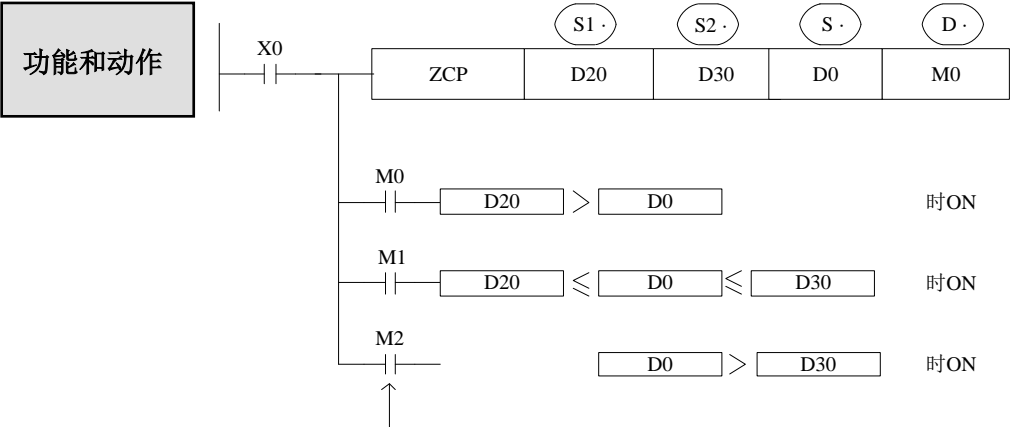 功能和动作
X0
S1 · S2 · S · D ·
ZCP D20 D30 D0 M0
M0
D20 > D0 时ON
M1
D20 ≦ D0 ≦ D30 时ON
M2
D0 > D30 时ON